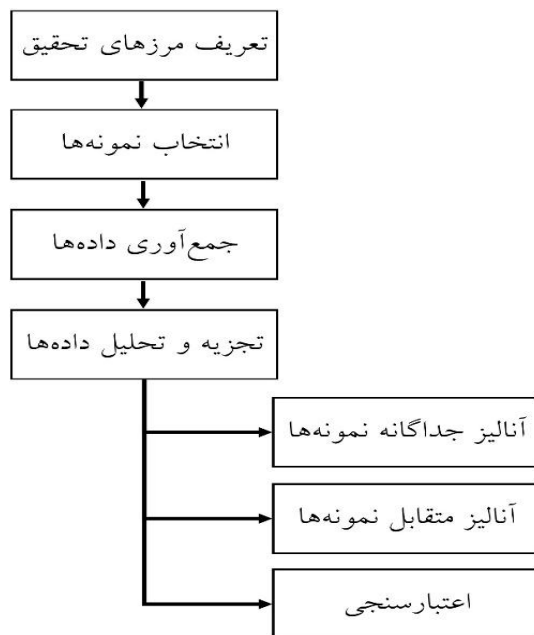 تعریف مرزهای تحقیق
انتخاب نمونه‌ها
جمع‌آوری داده‌ها
تجزیه و تحلیل داده‌ها
آنالیز جداگانه نمونه‌ها
آنالیز متقابل نمونه‌ها
اعتبارسنجی